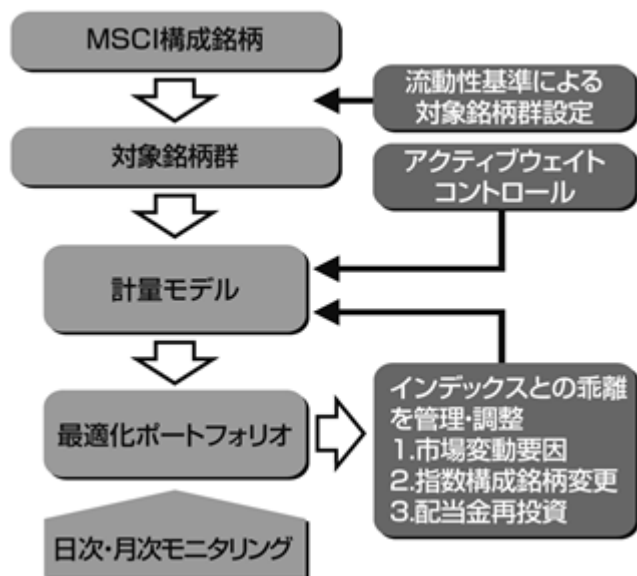 MSCI構成銘柄
流動性基準による
対象銘柄群設定
対象銘柄群
アクティブウェイト
コントロール
計量モデル
最適化ポートフォリオ
インデックスとの乖離
を管理・調整
1.市場変動要因
2.指数構成銘柄変更
3.配当金再投資
日次・月次モニタリング